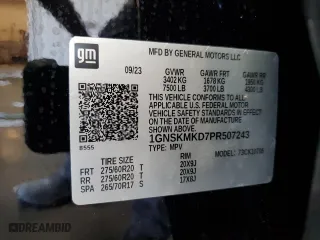 gm
MFD BY GENERAL MOTORS LLC
09/23 GVWR GAWR FRT GAWR RR
3402 KG 1678 KG
7500 LB 3700 LB
THIS VEHICLE CONFORMS TO ALL
APPLICABLE U.S. FEDERAL MOTOR
VEHICLE SAFETY STANDARDS IN
EFFECT ON THE DATE OF
MANUFACTURE SHOWN ABOVE.
1GNSKMKD7PR507243
TYPE: MPV MODEL:
TIRE SIZE RIM
FRT 275/60R20 T 20X9J
RR 275/60R20 T 20X9J
SPA 265/70R17 S 17X8J